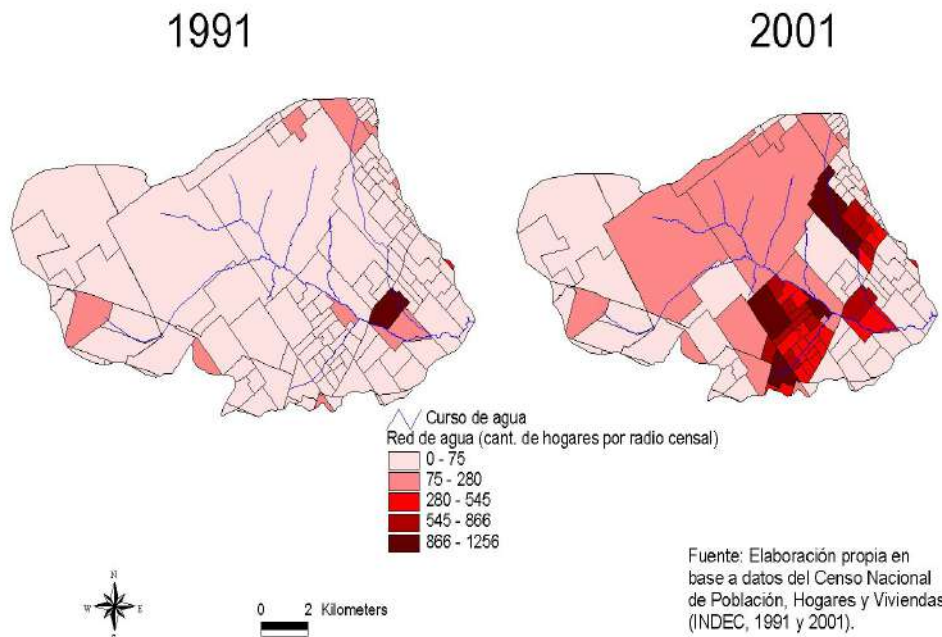 1991
2001
Curso de agua
Red de agua (cant. de hogares por radio censal)
0 - 75
75 - 280
280 - 545
545 - 866
866 - 1256
N
W
E
0 2 Kilometers
Fuente: Elaboración propia en
base a datos del Censo Nacional
de Población, Hogares y Viviendas
(INDEC, 1991 y 2001).